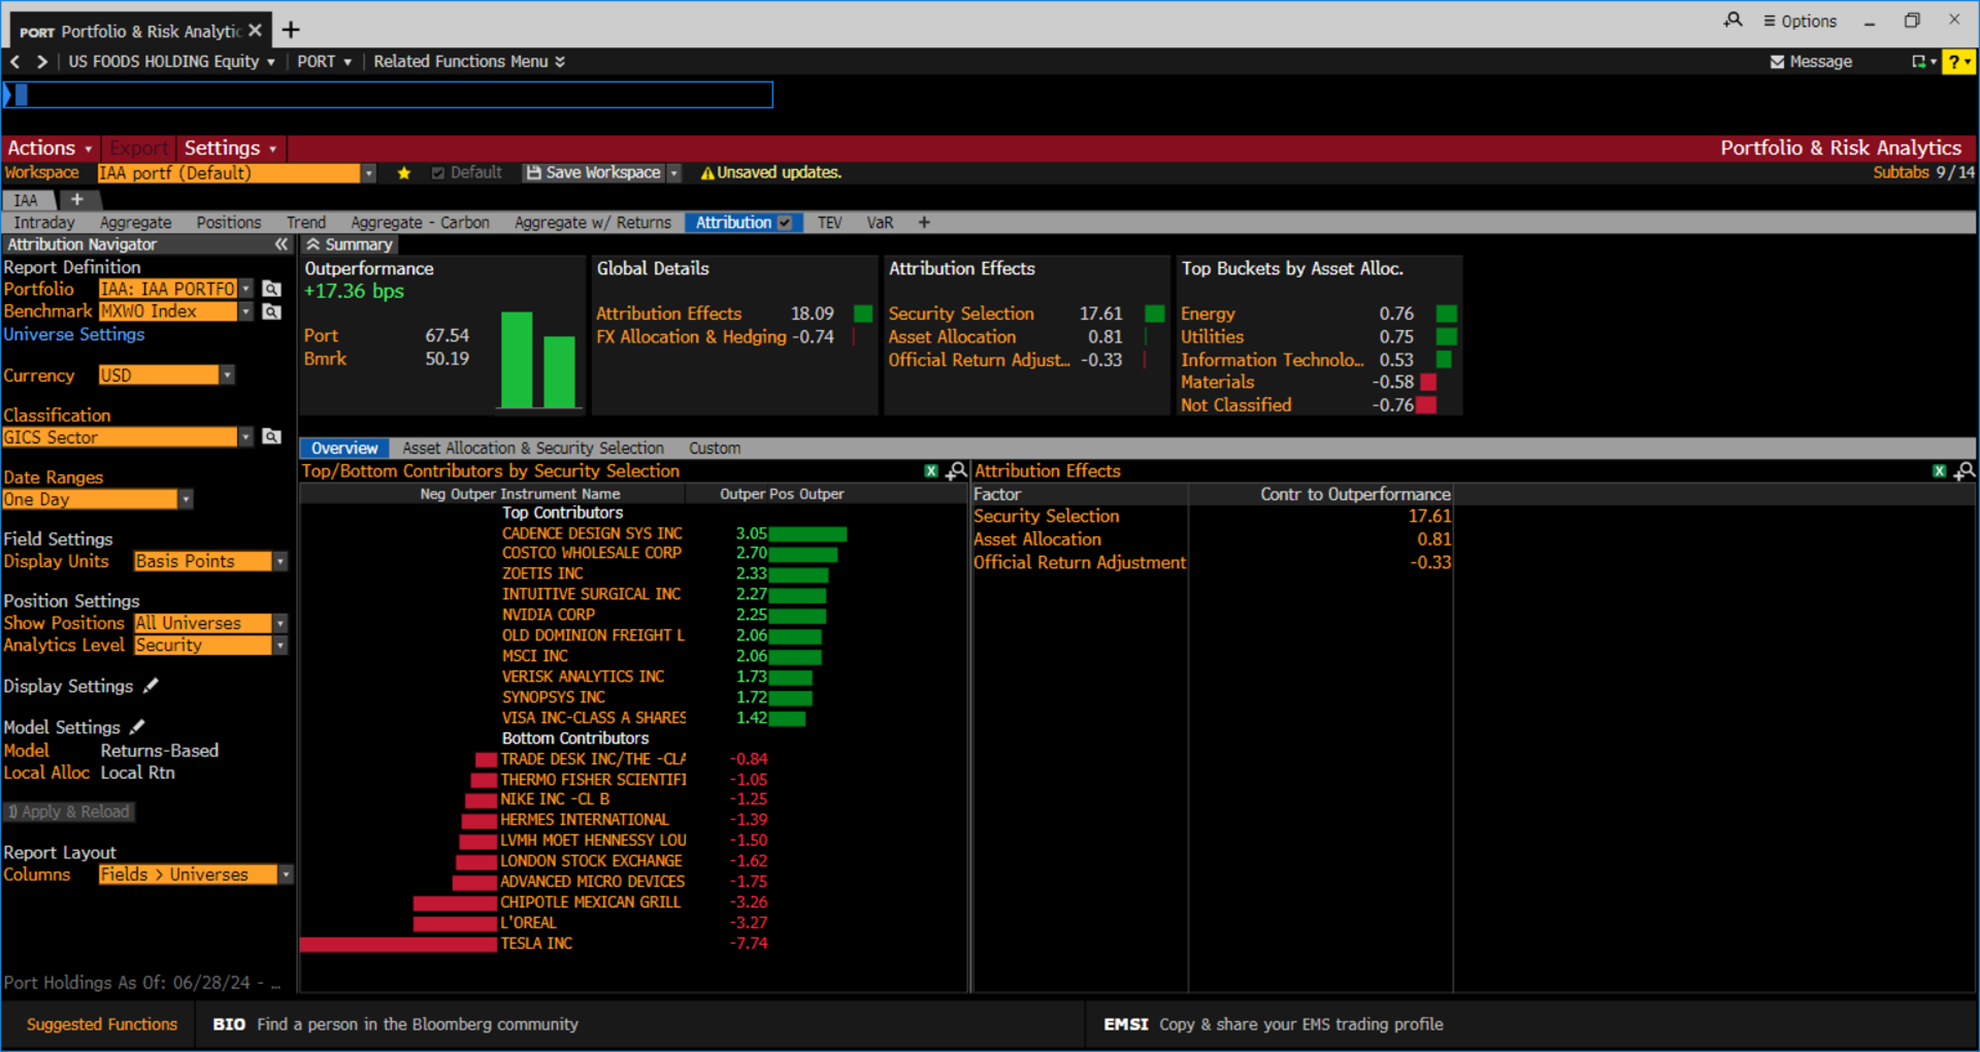 PORT Portfolio & Risk Analytic
Options
US FOODS HOLDING Equity PORT Related Functions Menu
Message ?
Actions Export Settings Portfolio & Risk Analytics
Workspace IAA portf (Default) Default Save Workspace Unsaved updates. Subtabs 9/14
IAA +
Intraday Aggregate Positions Trend Aggregate - Carbon Aggregate w/ Returns Attribution TEV VaR +
Attribution Navigator « Summary
Report Definition
Portfolio IAA: IAA PORTFO
Benchmark MXWO Index
Universe Settings
Currency USD
Classification
GICS Sector
Date Ranges
One Day
Field Settings
Display Units Basis Points
Position Settings
Show Positions All Universes
Analytics Level Security
Display Settings
Model Settings
Model Returns-Based
Local Alloc Local Rtn
1) Apply & Reload
Report Layout
Columns Fields > Universes
Port Holdings As Of: 06/28/24 - ...
Outperformance
+17.36 bps
Port 67.54
Bmrk 50.19
Global Details
Attribution Effects 18.09
FX Allocation & Hedging -0.74
Attribution Effects
Security Selection 17.61
Asset Allocation 0.81
Official Return Adjust... -0.33
Top Buckets by Asset Alloc.
Energy 0.76
Utilities 0.75
Information Technolo... 0.53
Materials -0.58
Not Classified -0.76
Overview Asset Allocation & Security Selection Custom
Top/Bottom Contributors by Security Selection X
Neg Outper Instrument Name Outper Pos Outper
Top Contributors
CADENCE DESIGN SYS INC 3.05
COSTCO WHOLESALE CORP 2.70
ZOETIS INC 2.33
INTUITIVE SURGICAL INC 2.27
NVIDIA CORP 2.25
OLD DOMINION FREIGHT L 2.06
MSCI INC 2.06
VERISK ANALYTICS INC 1.73
SYNOPSYS INC 1.72
VISA INC-CLASS A SHARES 1.42
Bottom Contributors
TRADE DESK INC/THE -CLA -0.84
THERMO FISHER SCIENTIFI -1.05
NIKE INC -CL B -1.25
HERMES INTERNATIONAL -1.39
LVMH MOET HENNESSY LOU -1.50
LONDON STOCK EXCHANGE -1.62
ADVANCED MICRO DEVICES -1.75
CHIPOTLE MEXICAN GRILL -3.26
L'OREAL -3.27
TESLA INC -7.74
Attribution Effects X
Factor Contr to Outperformance
Security Selection 17.61
Asset Allocation 0.81
Official Return Adjustment -0.33
Suggested Functions BIO Find a person in the Bloomberg community EMSI Copy & share your EMS trading profile